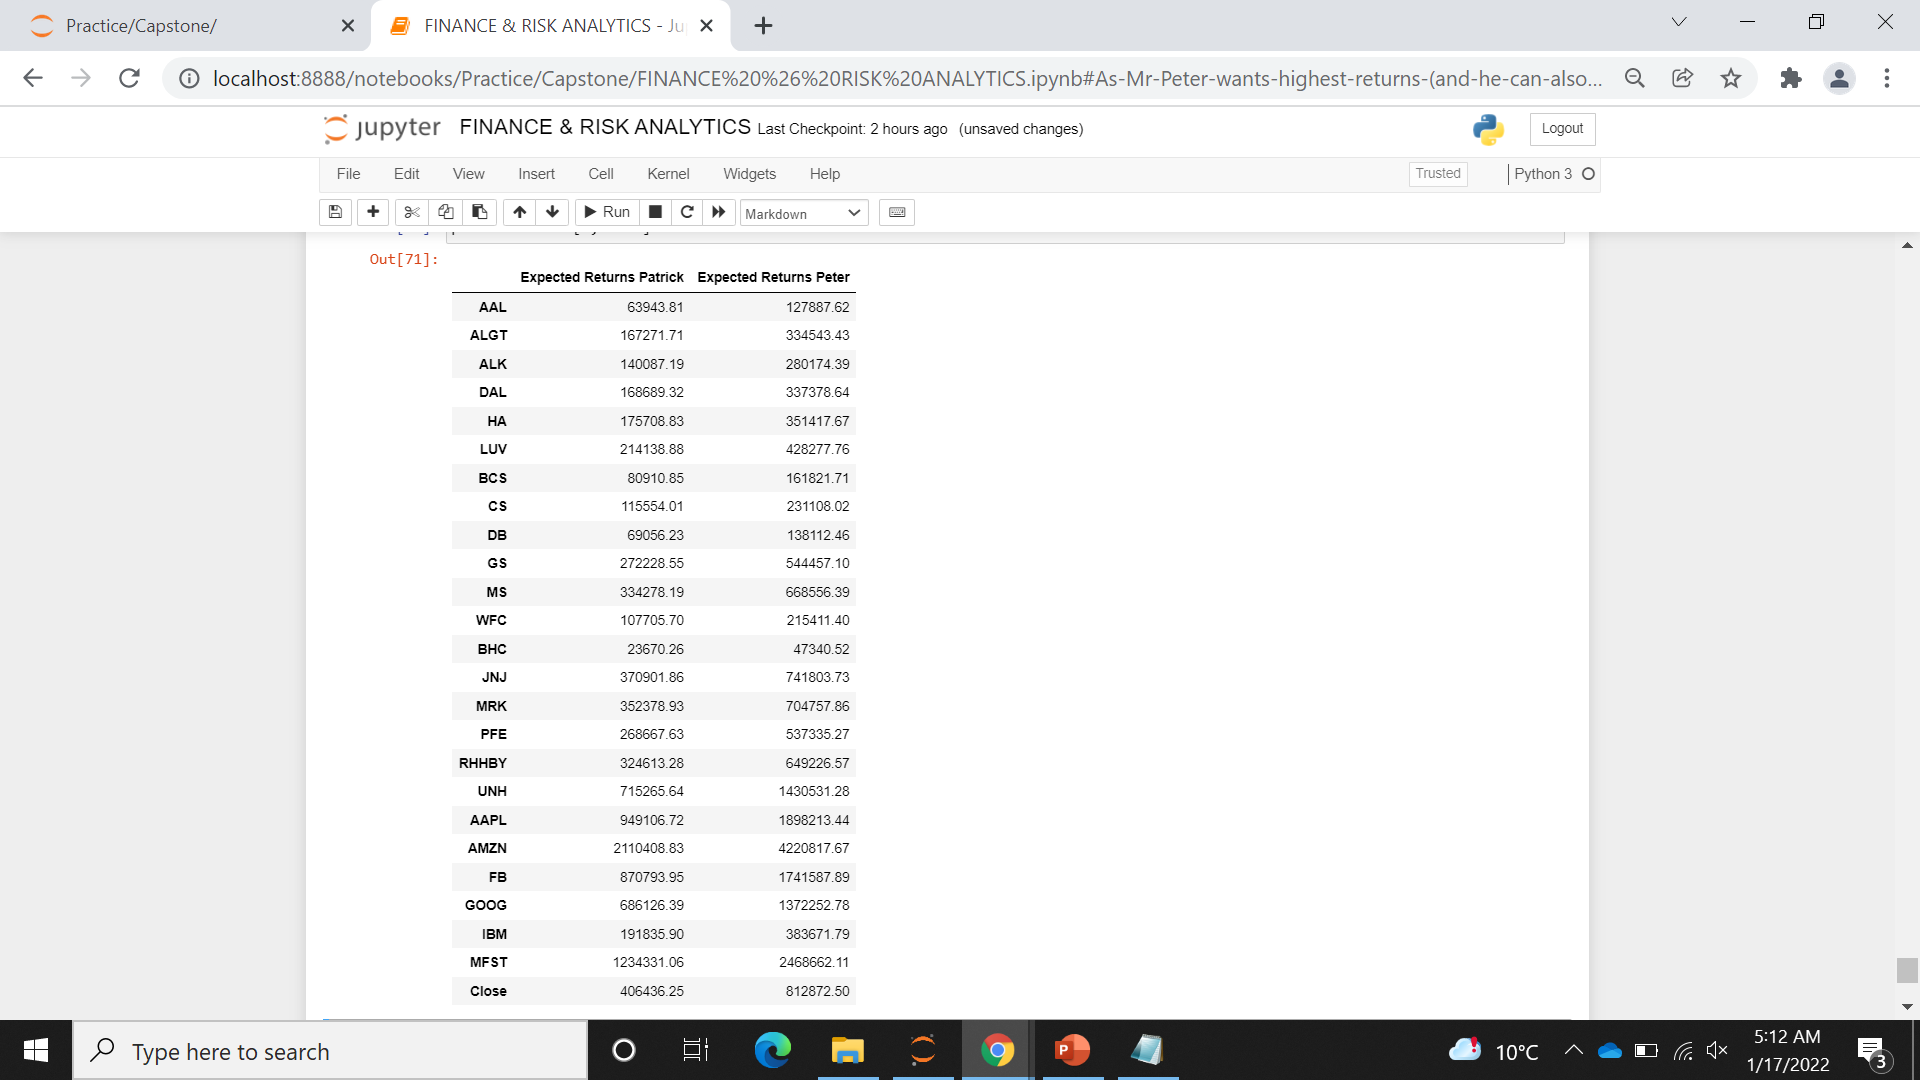 Practice/Capstone/
FINANCE & RISK ANALYTICS - Ju
localhost:8888/notebooks/Practice/Capstone/FINANCE%20%26%20RISK%20ANALYTICS.ipynb#As-Mr-Peter-wants-highest-returns-(and-he-can-also...
jupyter FINANCE & RISK ANALYTICS Last Checkpoint: 2 hours ago (unsaved changes) Logout
File Edit View Insert Cell Kernel Widgets Help Trusted Python 3
Run Markdown
Out[71]:
Expected Returns Patrick Expected Returns Peter
AAL 63943.81 127887.62
ALGT 167271.71 334543.43
ALK 140087.19 280174.39
DAL 168689.32 337378.64
HA 175708.83 351417.67
LUV 214138.88 428277.76
BCS 80910.85 161821.71
CS 115554.01 231108.02
DB 69056.23 138112.46
GS 272228.55 544457.10
MS 334278.19 668556.39
WFC 107705.70 215411.40
BHC 23670.26 47340.52
JNJ 370901.86 741803.73
MRK 352378.93 704757.86
PFE 268667.63 537335.27
RHHBY 324613.28 649226.57
UNH 715265.64 1430531.28
AAPL 949106.72 1898213.44
AMZN 2110408.83 4220817.67
FB 870793.95 1741587.89
GOOG 686126.39 1372252.78
IBM 191835.90 383671.79
MFST 1234331.06 2468662.11
Close 406436.25 812872.50
Type here to search
P
10°C
5:12 AM
1/17/2022
3